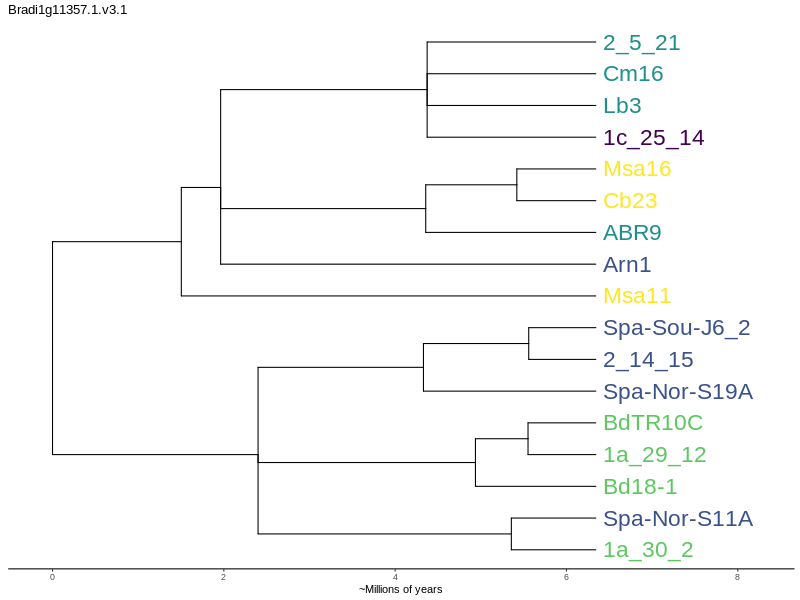 Bradi1g11357.1.v3.1
2_5_21
Cm16
Lb3
1c_25_14
Msa16
Cb23
ABR9
Arn1
Msa11
Spa-Sou-J6_2
2_14_15
Spa-Nor-S19A
BdTR10C
1a_29_12
Bd18-1
Spa-Nor-S11A
1a_30_2
0 2 4 6 8
~Millions of years